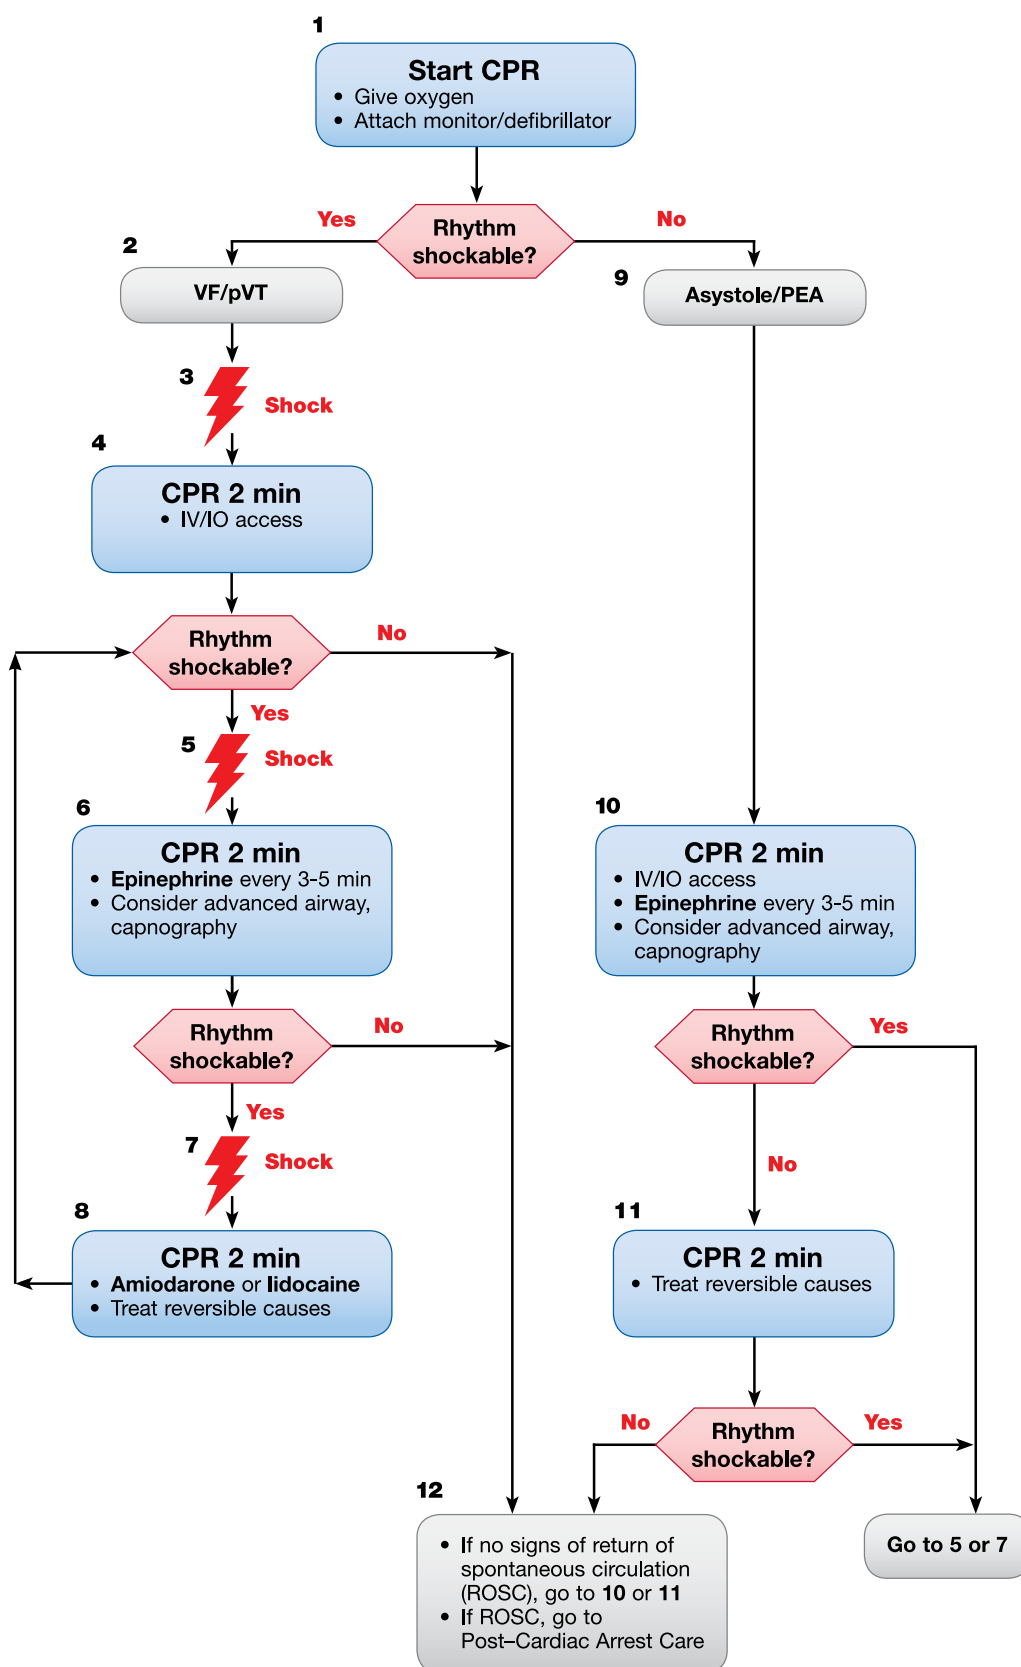 1
Start CPR
• Give oxygen
• Attach monitor/defibrillator
Rhythm
shockable?
Yes
No
2
VF/pVT
9
Asystole/PEA
3
Shock
4
CPR 2 min
• IV/IO access
Rhythm
shockable?
No
Yes
5
Shock
6
CPR 2 min
• Epinephrine every 3-5 min
• Consider advanced airway,
capnography
10
CPR 2 min
• IV/IO access
• Epinephrine every 3-5 min
• Consider advanced airway,
capnography
Rhythm
shockable?
No
Yes
Rhythm
shockable?
Yes
No
7
Shock
8
CPR 2 min
• Amiodarone or lidocaine
• Treat reversible causes
11
CPR 2 min
• Treat reversible causes
Rhythm
shockable?
No
Yes
12
• If no signs of return of
spontaneous circulation
(ROSC), go to 10 or 11
• If ROSC, go to
Post–Cardiac Arrest Care
Go to 5 or 7